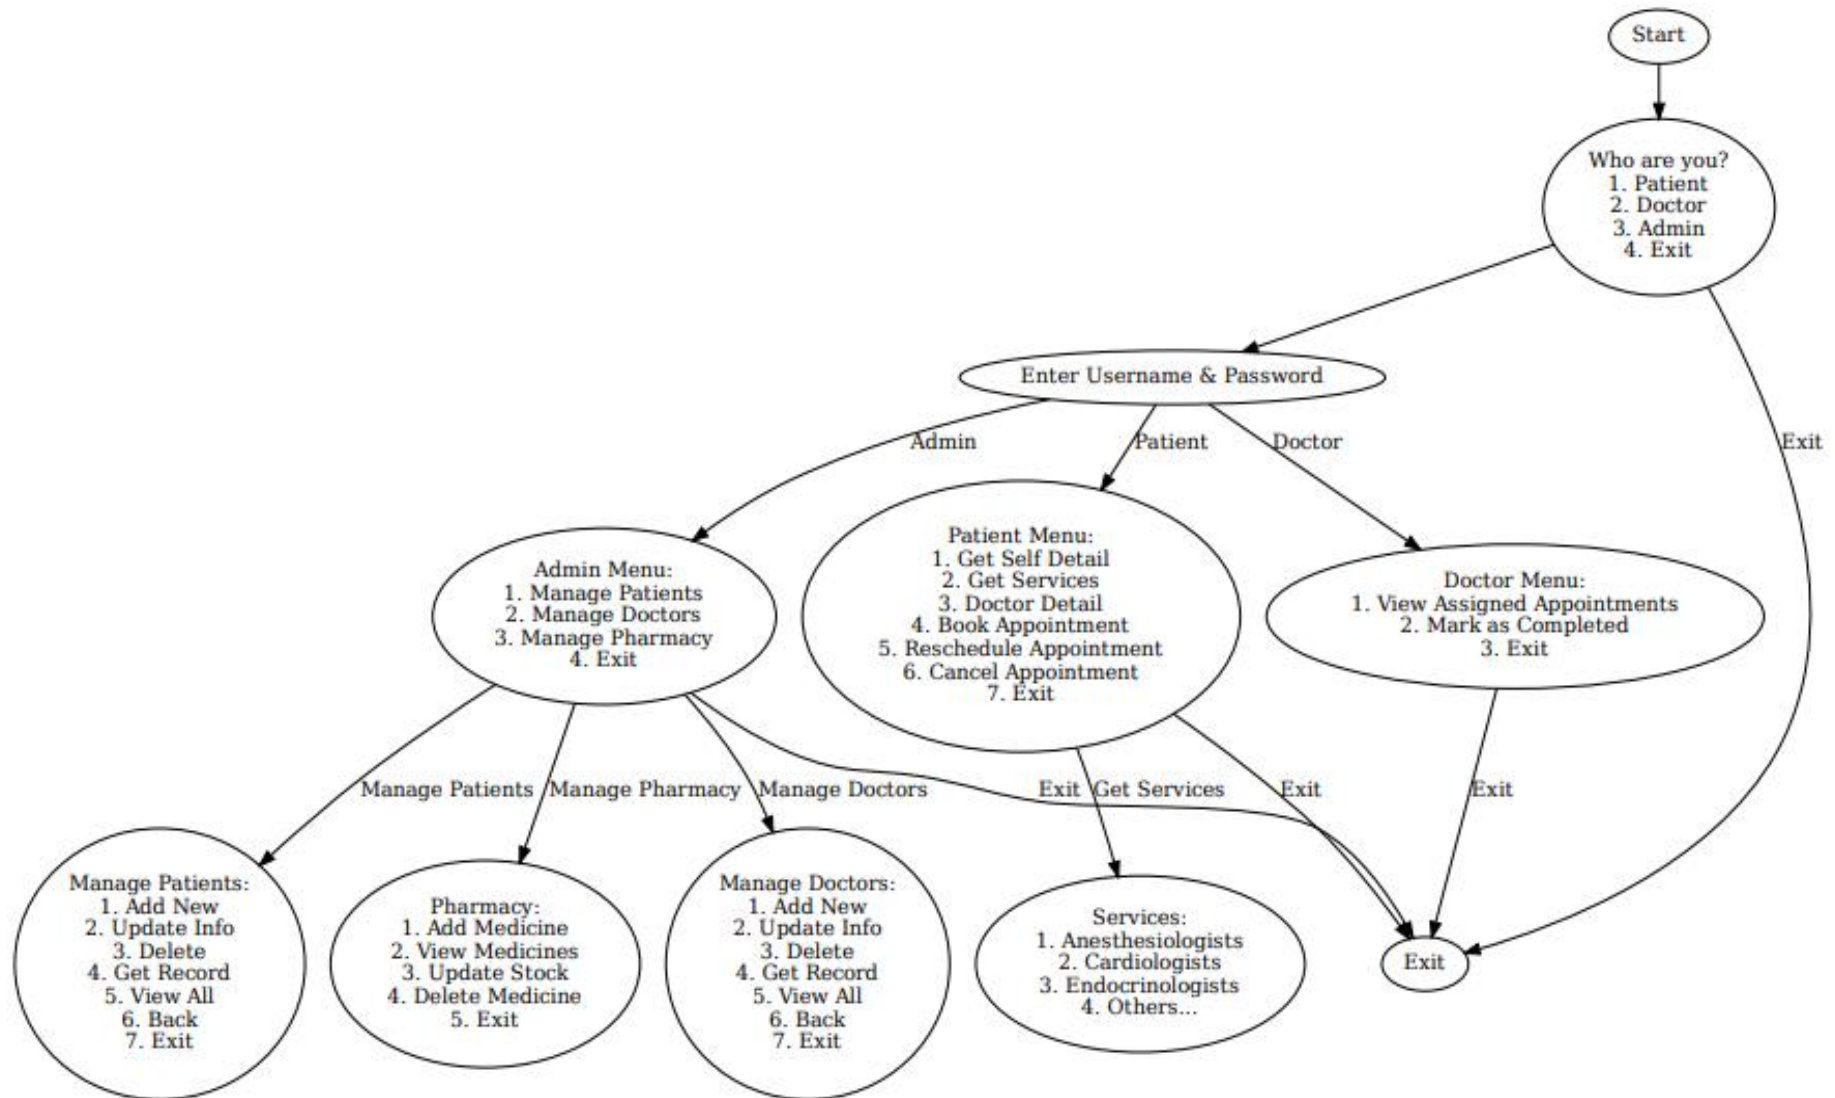 Start
Who are you?
1. Patient
2. Doctor
3. Admin
4. Exit
Enter Username & Password
Admin
Patient
Doctor
Exit
Admin Menu:
1. Manage Patients
2. Manage Doctors
3. Manage Pharmacy
4. Exit
Patient Menu:
1. Get Self Detail
2. Get Services
3. Doctor Detail
4. Book Appointment
5. Reschedule Appointment
6. Cancel Appointment
7. Exit
Doctor Menu:
1. View Assigned Appointments
2. Mark as Completed
3. Exit
Manage Patients
Manage Pharmacy
Manage Doctors
Exit
Get Services
Exit
Exit
Manage Patients:
1. Add New
2. Update Info
3. Delete
4. Get Record
5. View All
6. Back
7. Exit
Pharmacy:
1. Add Medicine
2. View Medicines
3. Update Stock
4. Delete Medicine
5. Exit
Manage Doctors:
1. Add New
2. Update Info
3. Delete
4. Get Record
5. View All
6. Back
7. Exit
Services:
1. Anesthesiologists
2. Cardiologists
3. Endocrinologists
4. Others...
Exit